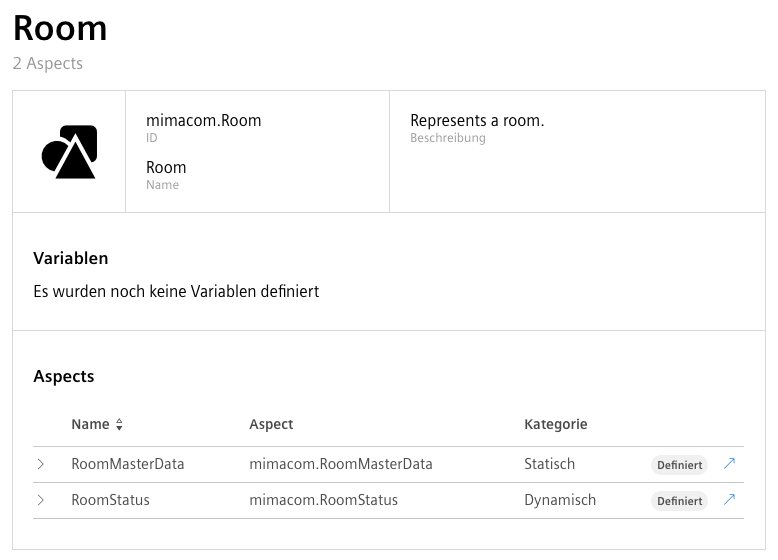 Room
2 Aspects
mimacom.Room
ID
Room
Name
Represents a room.
Beschreibung
Variablen
Es wurden noch keine Variablen definiert
Aspects
Name Aspect Kategorie
RoomMasterData mimacom.RoomMasterData Statisch Definiert
RoomStatus mimacom.RoomStatus Dynamisch Definiert